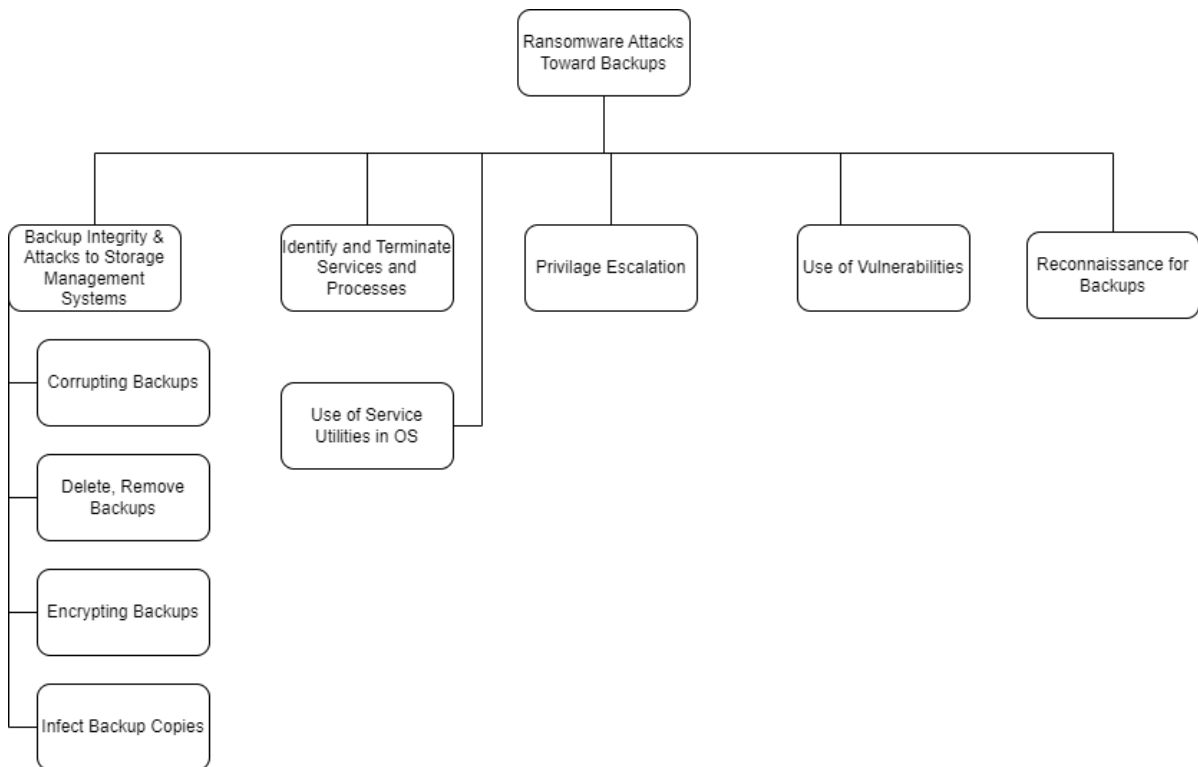 Ransomware Attacks
Toward Backups
Backup Integrity &
Attacks to Storage
Management
Systems
Identify and Terminate
Services and
Processes
Privilage Escalation
Use of Vulnerabilities
Reconnaissance for
Backups
Corrupting Backups
Use of Service
Utilities in OS
Delete, Remove
Backups
Encrypting Backups
Infect Backup Copies